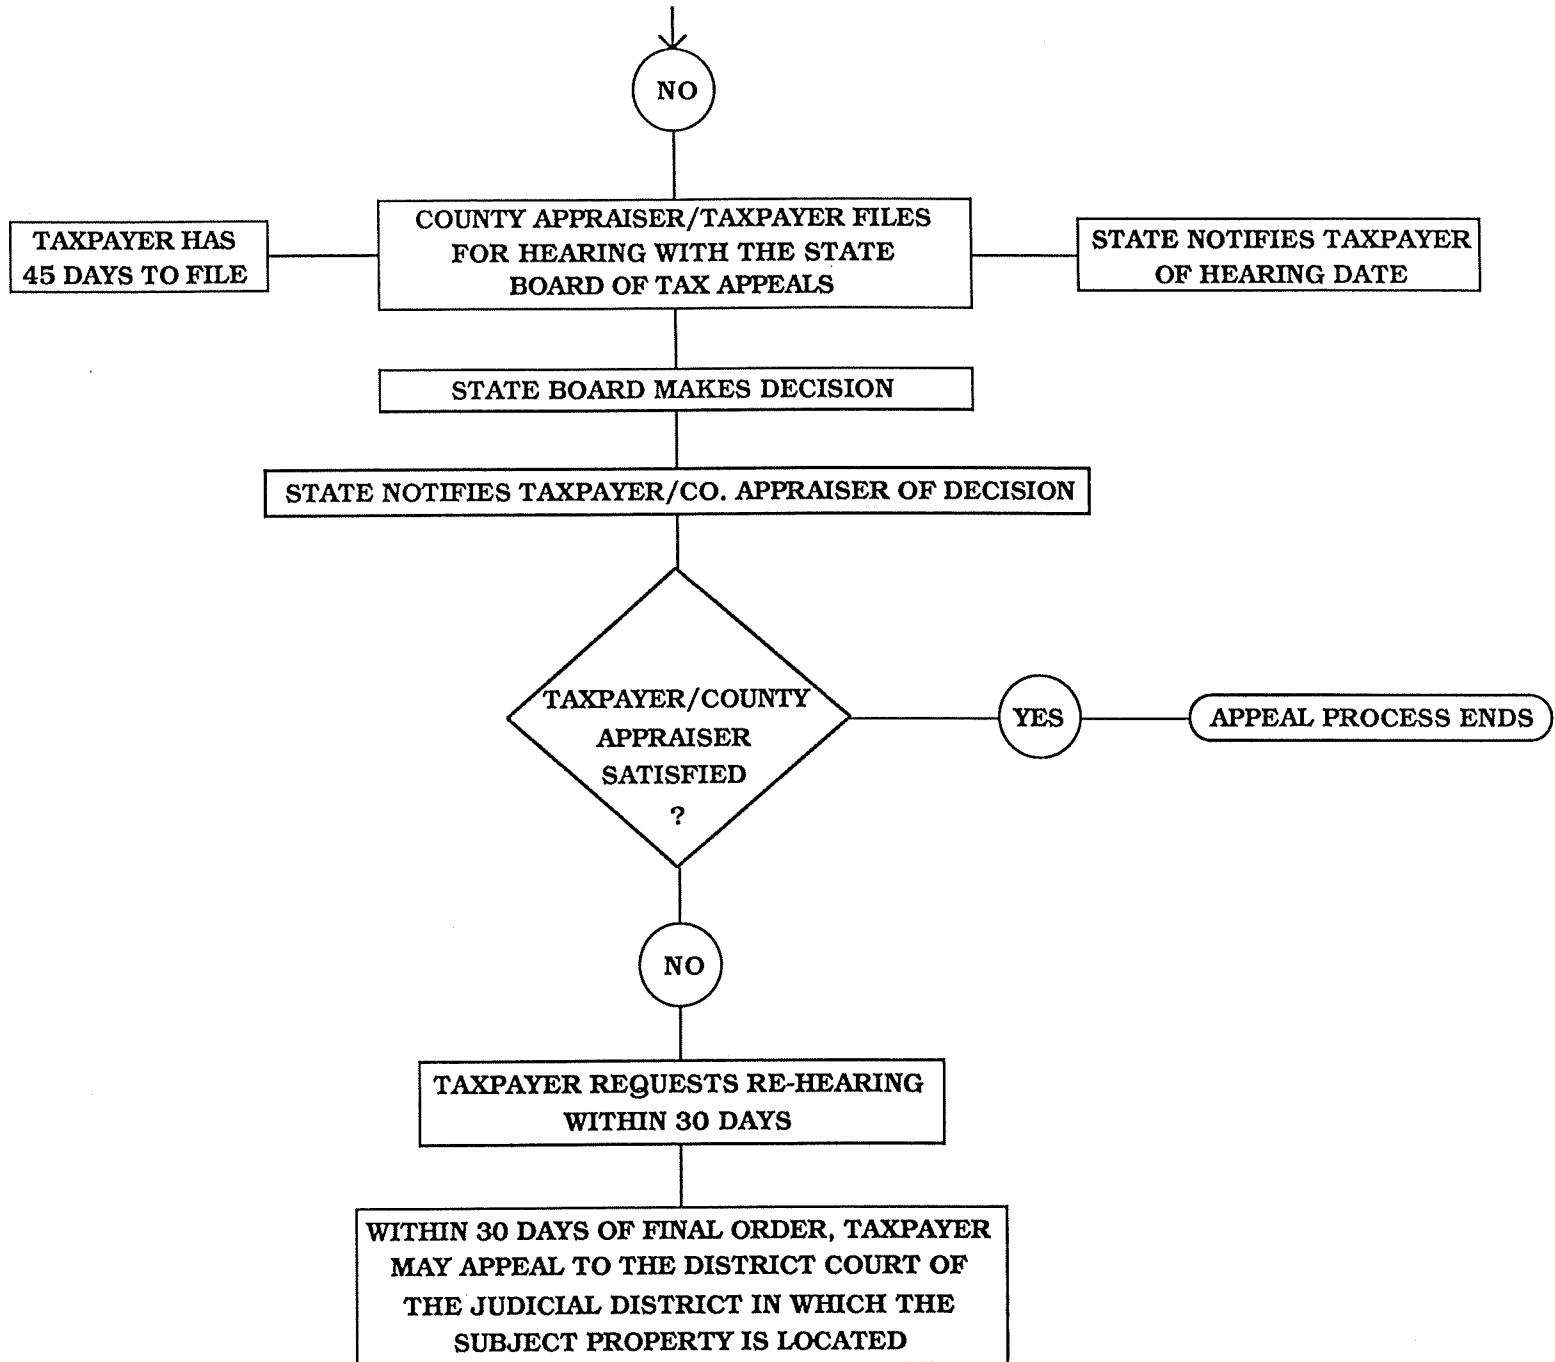 NO
TAXPAYER HAS
45 DAYS TO FILE
COUNTY APPRAISER/TAXPAYER FILES
FOR HEARING WITH THE STATE
BOARD OF TAX APPEALS
STATE NOTIFIES TAXPAYER
OF HEARING DATE
STATE BOARD MAKES DECISION
STATE NOTIFIES TAXPAYER/CO. APPRAISER OF DECISION
TAXPAYER/COUNTY
APPRAISER
SATISFIED
?
YES
APPEAL PROCESS ENDS
NO
TAXPAYER REQUESTS RE-HEARING
WITHIN 30 DAYS
WITHIN 30 DAYS OF FINAL ORDER, TAXPAYER
MAY APPEAL TO THE DISTRICT COURT OF
THE JUDICIAL DISTRICT IN WHICH THE
SUBJECT PROPERTY IS LOCATED